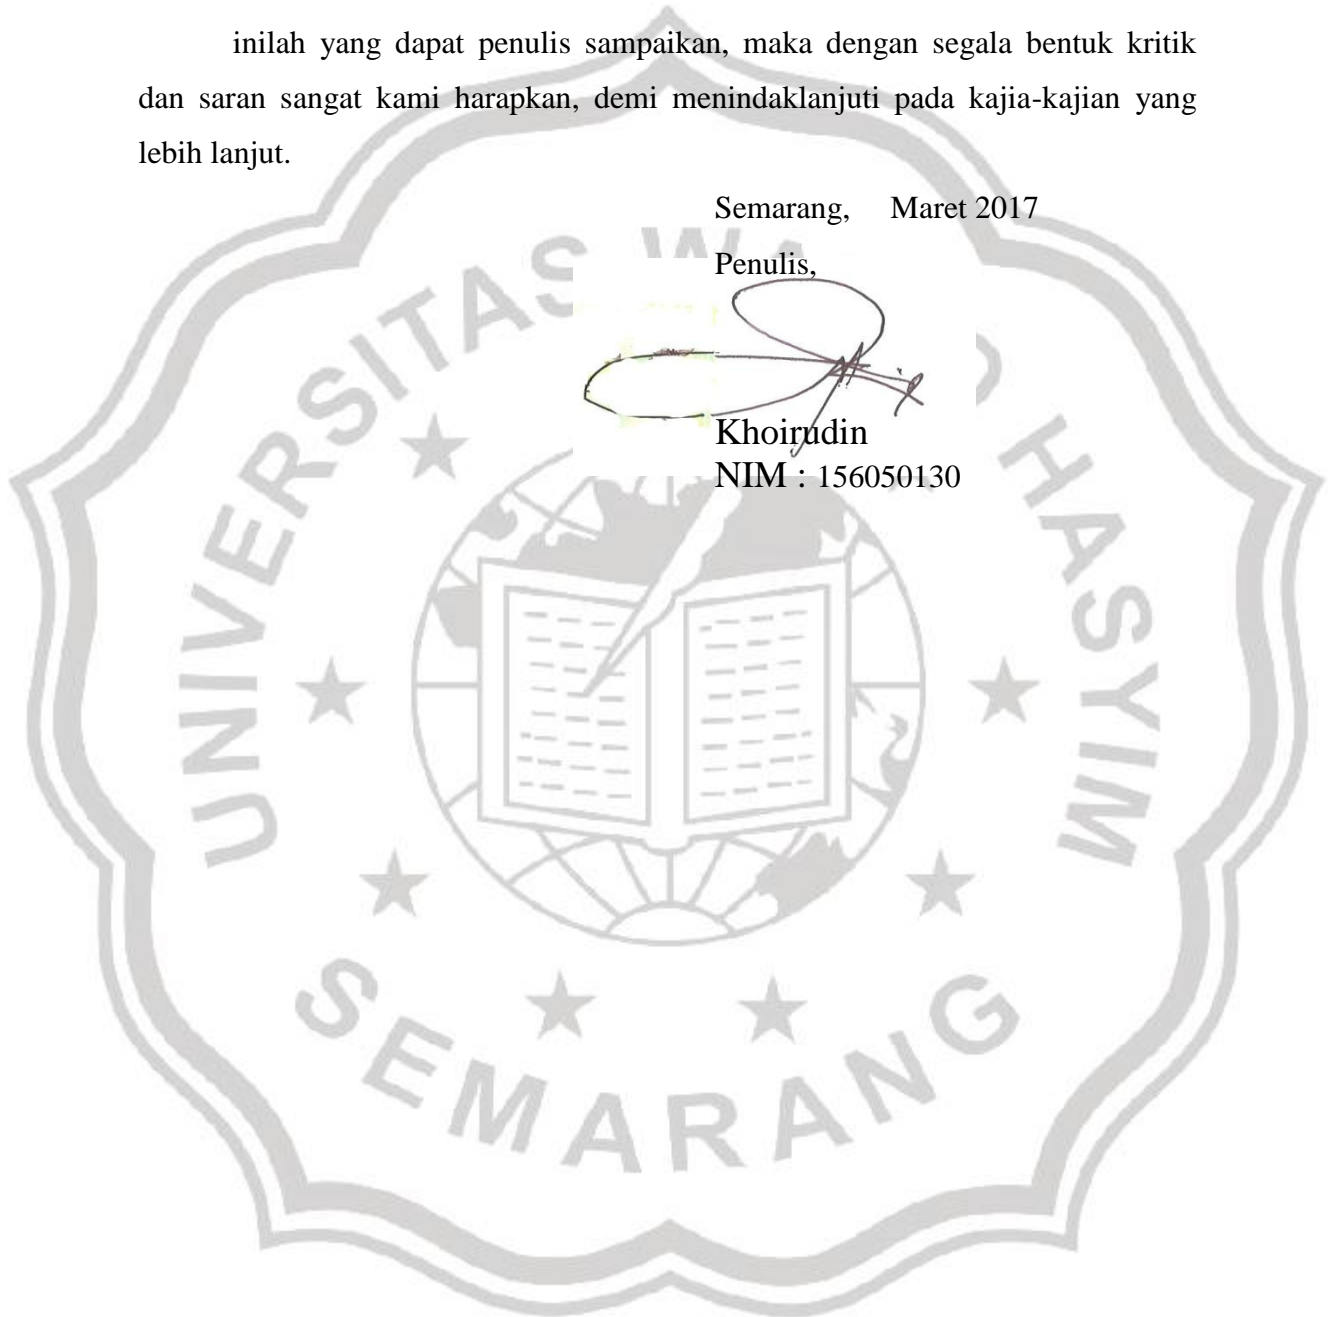 inilah yang dapat penulis sampaikan, maka dengan segala bentuk kritik
dan saran sangat kami harapkan, demi menindaklanjuti pada kajia-kajian yang
lebih lanjut.
Semarang, Maret 2017
Penulis,
Khoirudin
NIM : 156050130
UNIVERSITAS WA HASYIM
SEMARANG